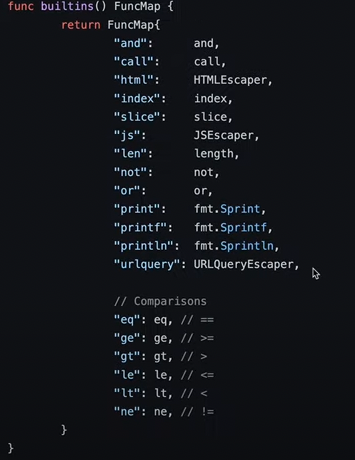 func builtins() FuncMap {
return FuncMap{
"and": and,
"call": call,
"html": HTMLEscaper,
"index": index,
"slice": slice,
"js": JSEscaper,
"len": length,
"not": not,
"or": or,
"print": fmt.Sprint,
"printf": fmt.Sprintf,
"println": fmt.Sprintln,
"urlquery": URLQueryEscaper,
// Comparisons
"eq": eq, // ==
"ge": ge, // >=
"gt": gt, // >
"le": le, // <=
"lt": lt, // <
"ne": ne, // !=
}
}